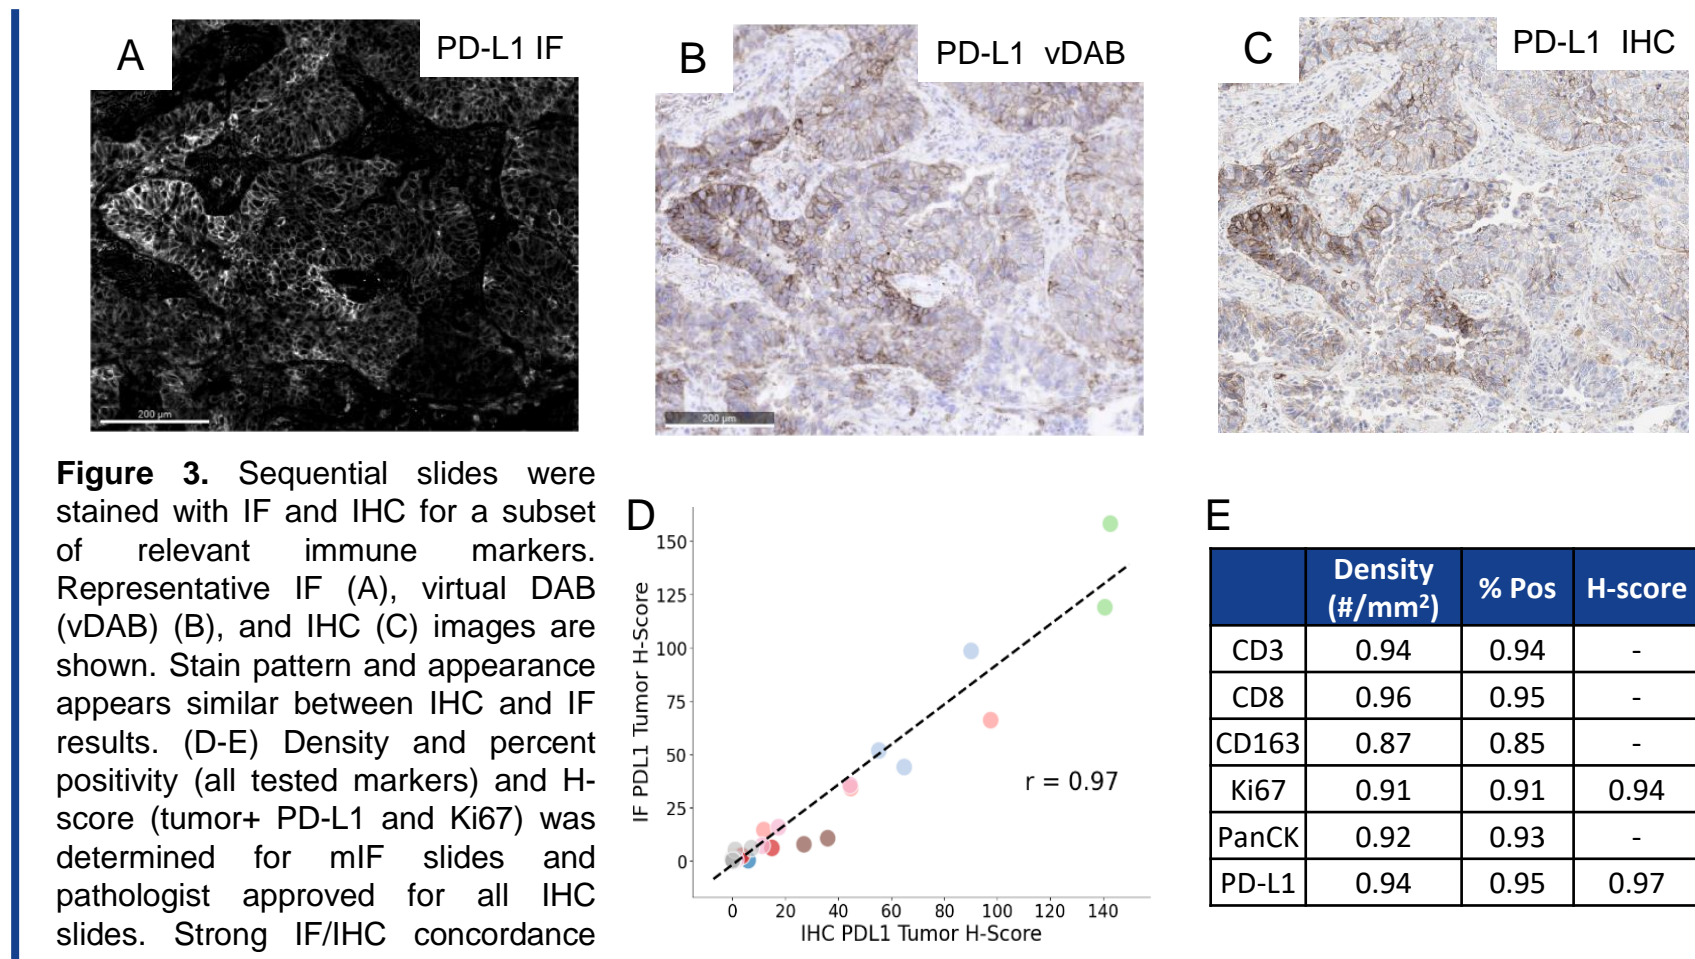 A
PD-L1 IF
200 µm
B
PD-L1 vDAB
200 µm
C
PD-L1 IHC
Figure 3. Sequential slides were
stained with IF and IHC for a subset
of relevant immune markers.
Representative IF (A), virtual DAB
(vDAB) (B), and IHC (C) images are
shown. Stain pattern and appearance
appears similar between IHC and IF
results. (D-E) Density and percent
positivity (all tested markers) and H-
score (tumor+ PD-L1 and Ki67) was
determined for mIF slides and
pathologist approved for all IHC
slides. Strong IF/IHC concordance
D
IF PDL1 Tumor H-Score
150
125
100
75
50
25
0
r = 0.97
0 20 40 60 80 100 120 140
IHC PDL1 Tumor H-Score
E
Density (#/mm²) % Pos H-score
CD3 0.94 0.94 -
CD8 0.96 0.95 -
CD163 0.87 0.85 -
Ki67 0.91 0.91 0.94
PanCK 0.92 0.93 -
PD-L1 0.94 0.95 0.97